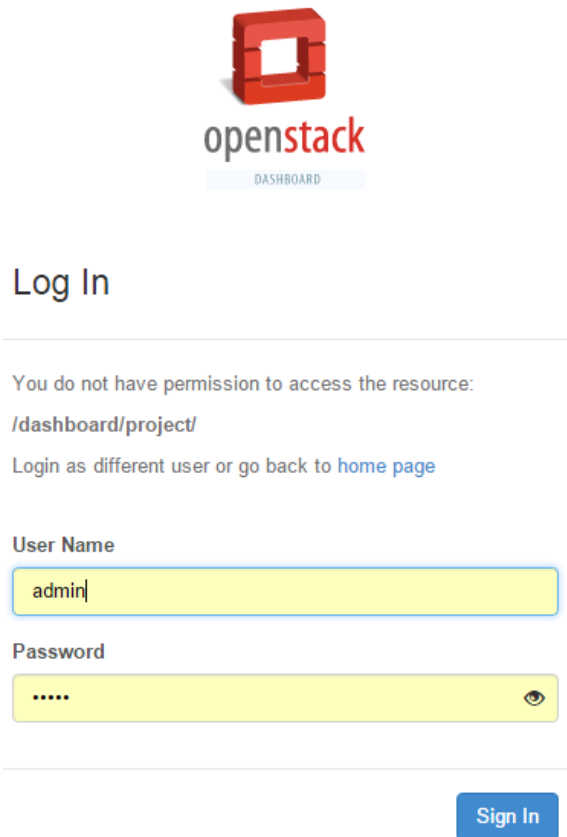 openstack
DASHBOARD
Log In
You do not have permission to access the resource:
/dashboard/project/
Login as different user or go back to home page
User Name
admin
Password
•••••
Sign In